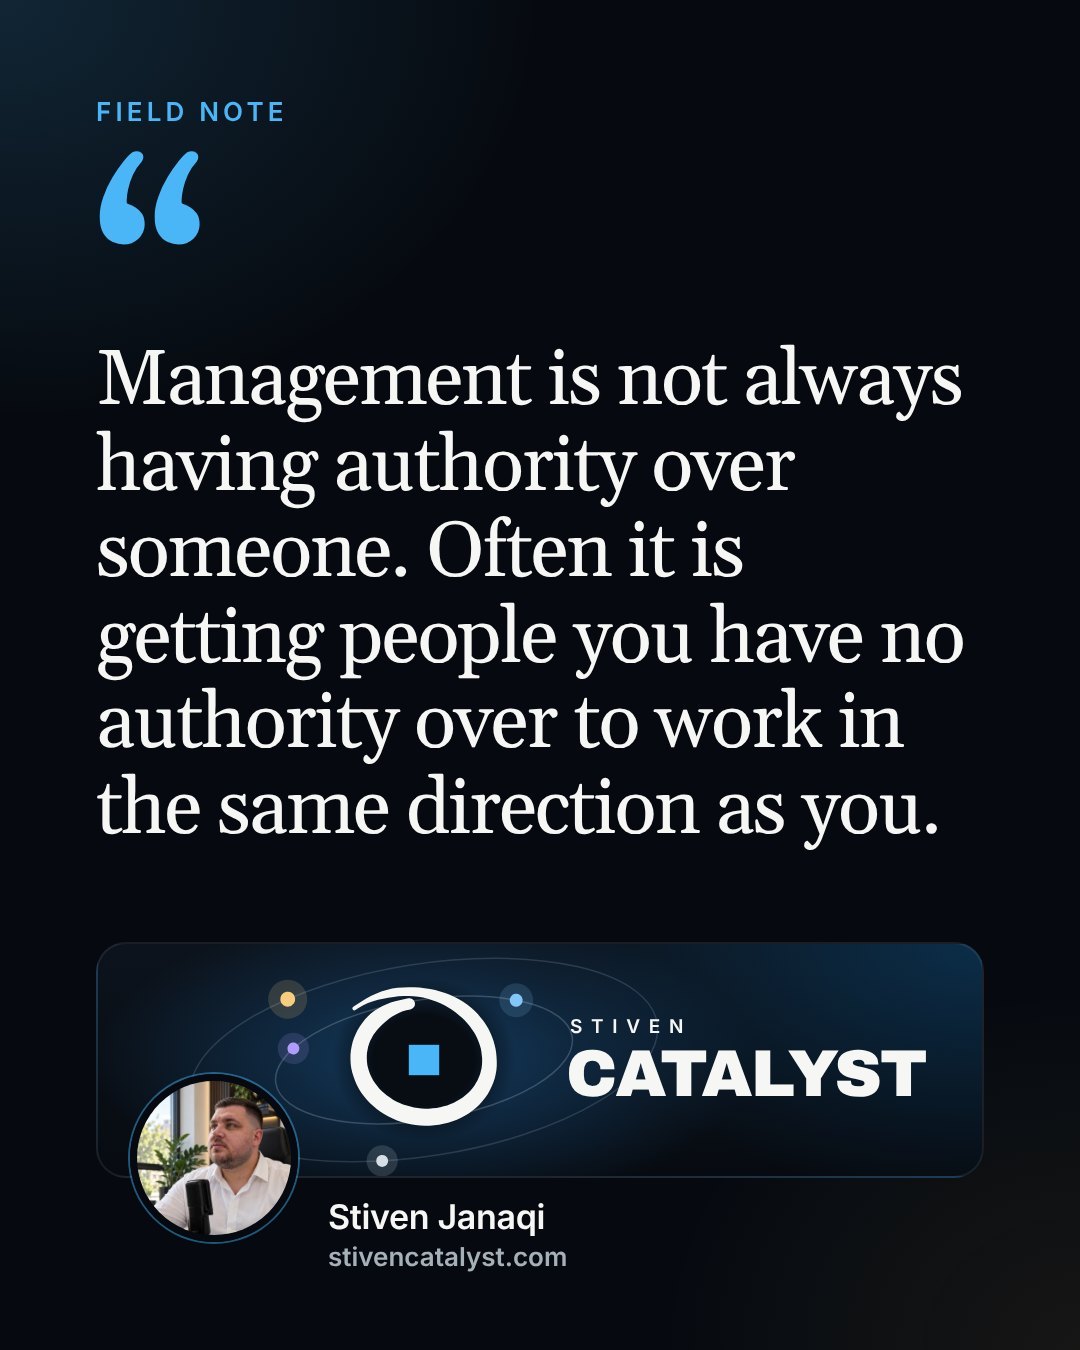 FIELD NOTE
“
Management is not always
having authority over
someone. Often it is
getting people you have no
authority over to work in
the same direction as you.
STIVEN
CATALYST
Stiven Janaqi
stivencatalyst.com